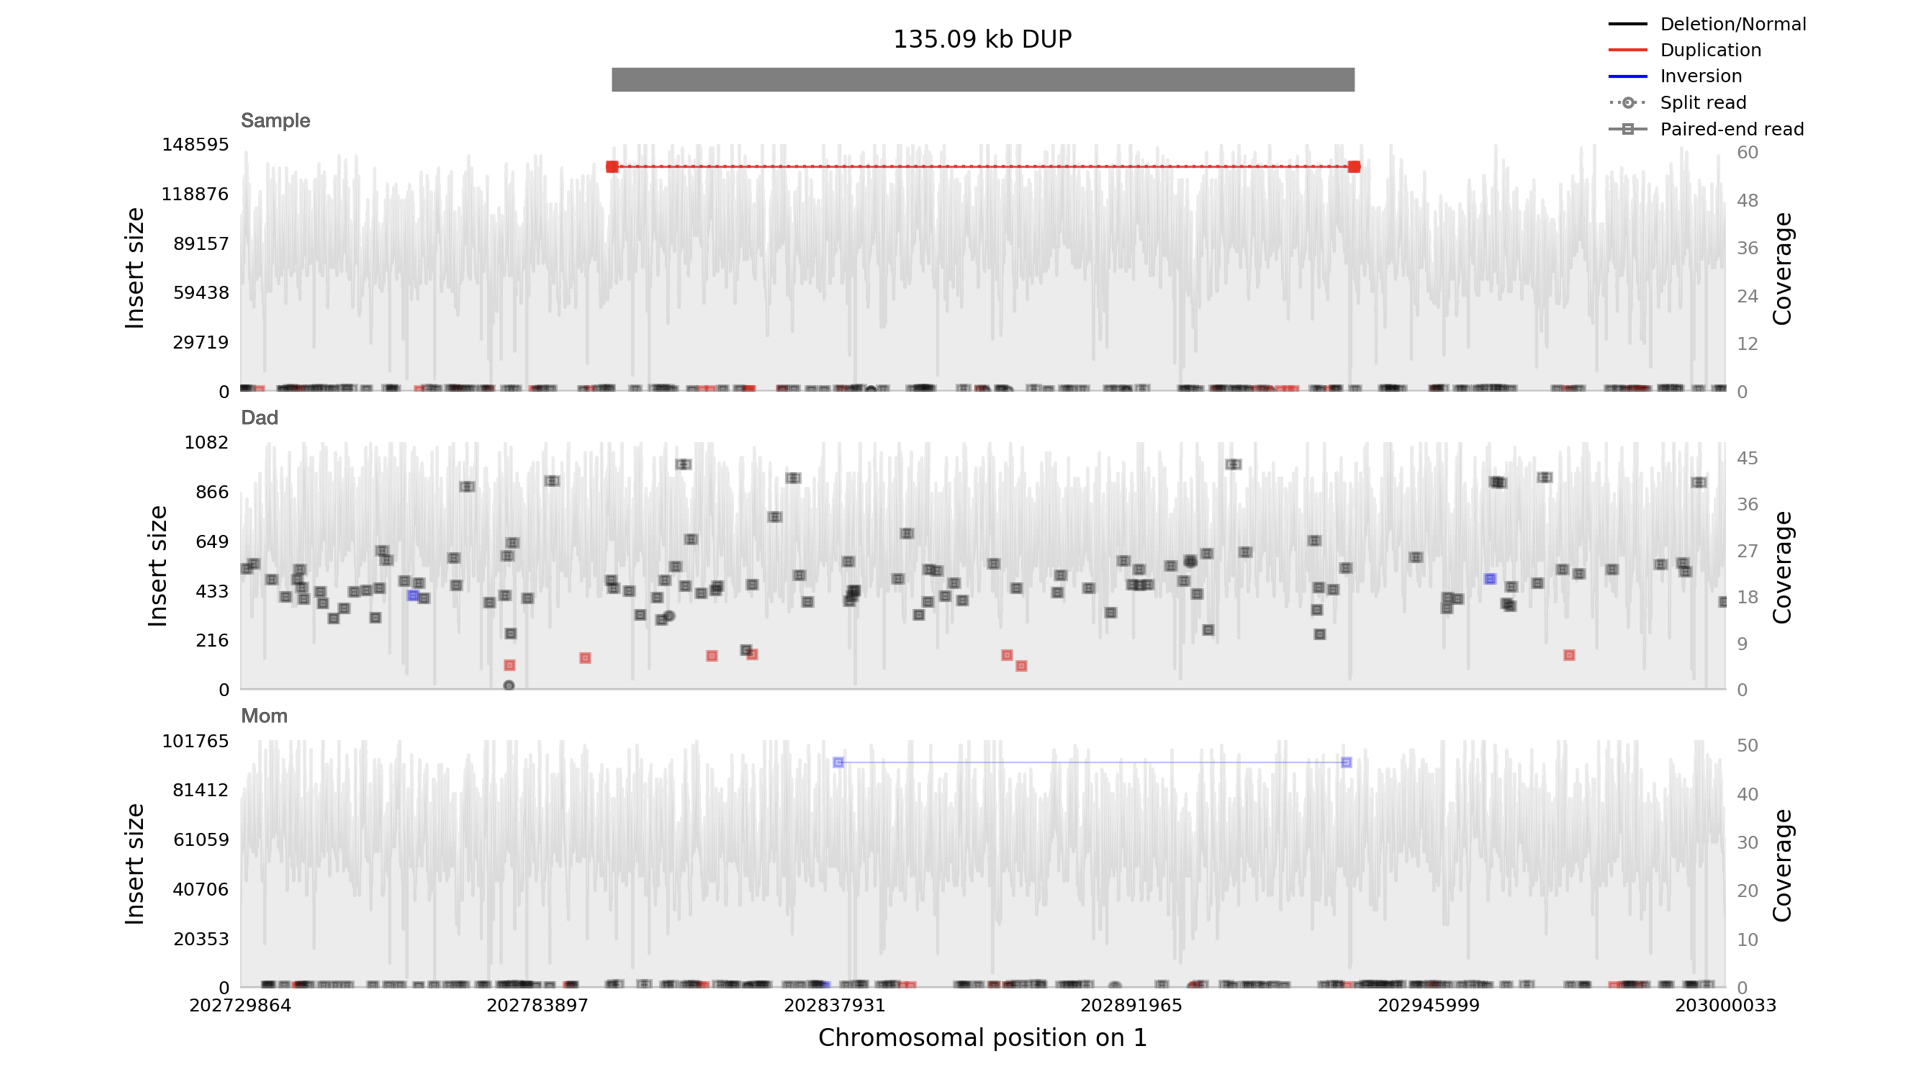 135.09 kb DUP
Deletion/Normal
Duplication
Inversion
Split read
Paired-end read
Sample
148595
118876
89157
59438
29719
0
Insert size
60
48
36
24
12
0
Coverage
Dad
1082
866
649
433
216
0
Insert size
45
36
27
18
9
0
Coverage
Mom
101765
81412
61059
40706
20353
0
Insert size
50
40
30
20
10
0
Coverage
202729864 202783897 202837931 202891965 202945999 203000033
Chromosomal position on 1